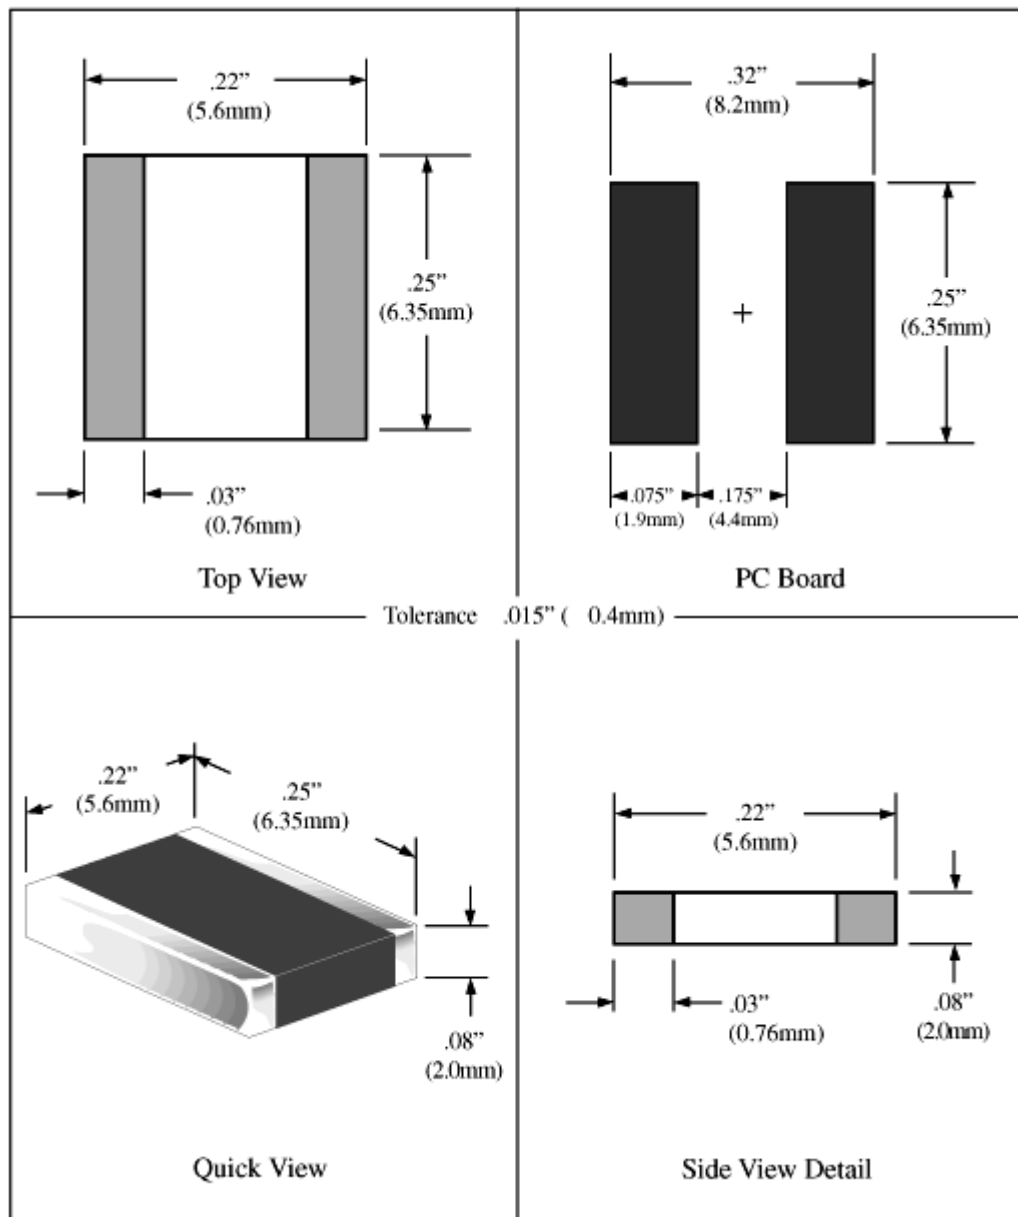 .22”
(5.6mm)
.25”
(6.35mm)
.03”
(0.76mm)
Top View
.32”
(8.2mm)
+
.25”
(6.35mm)
.075” .175”
(1.9mm) (4.4mm)
PC Board
Tolerance .015” ( 0.4mm)
.22”
(5.6mm)
.25”
(6.35mm)
.08”
(2.0mm)
Quick View
.22”
(5.6mm)
.03”
(0.76mm)
.08”
(2.0mm)
Side View Detail